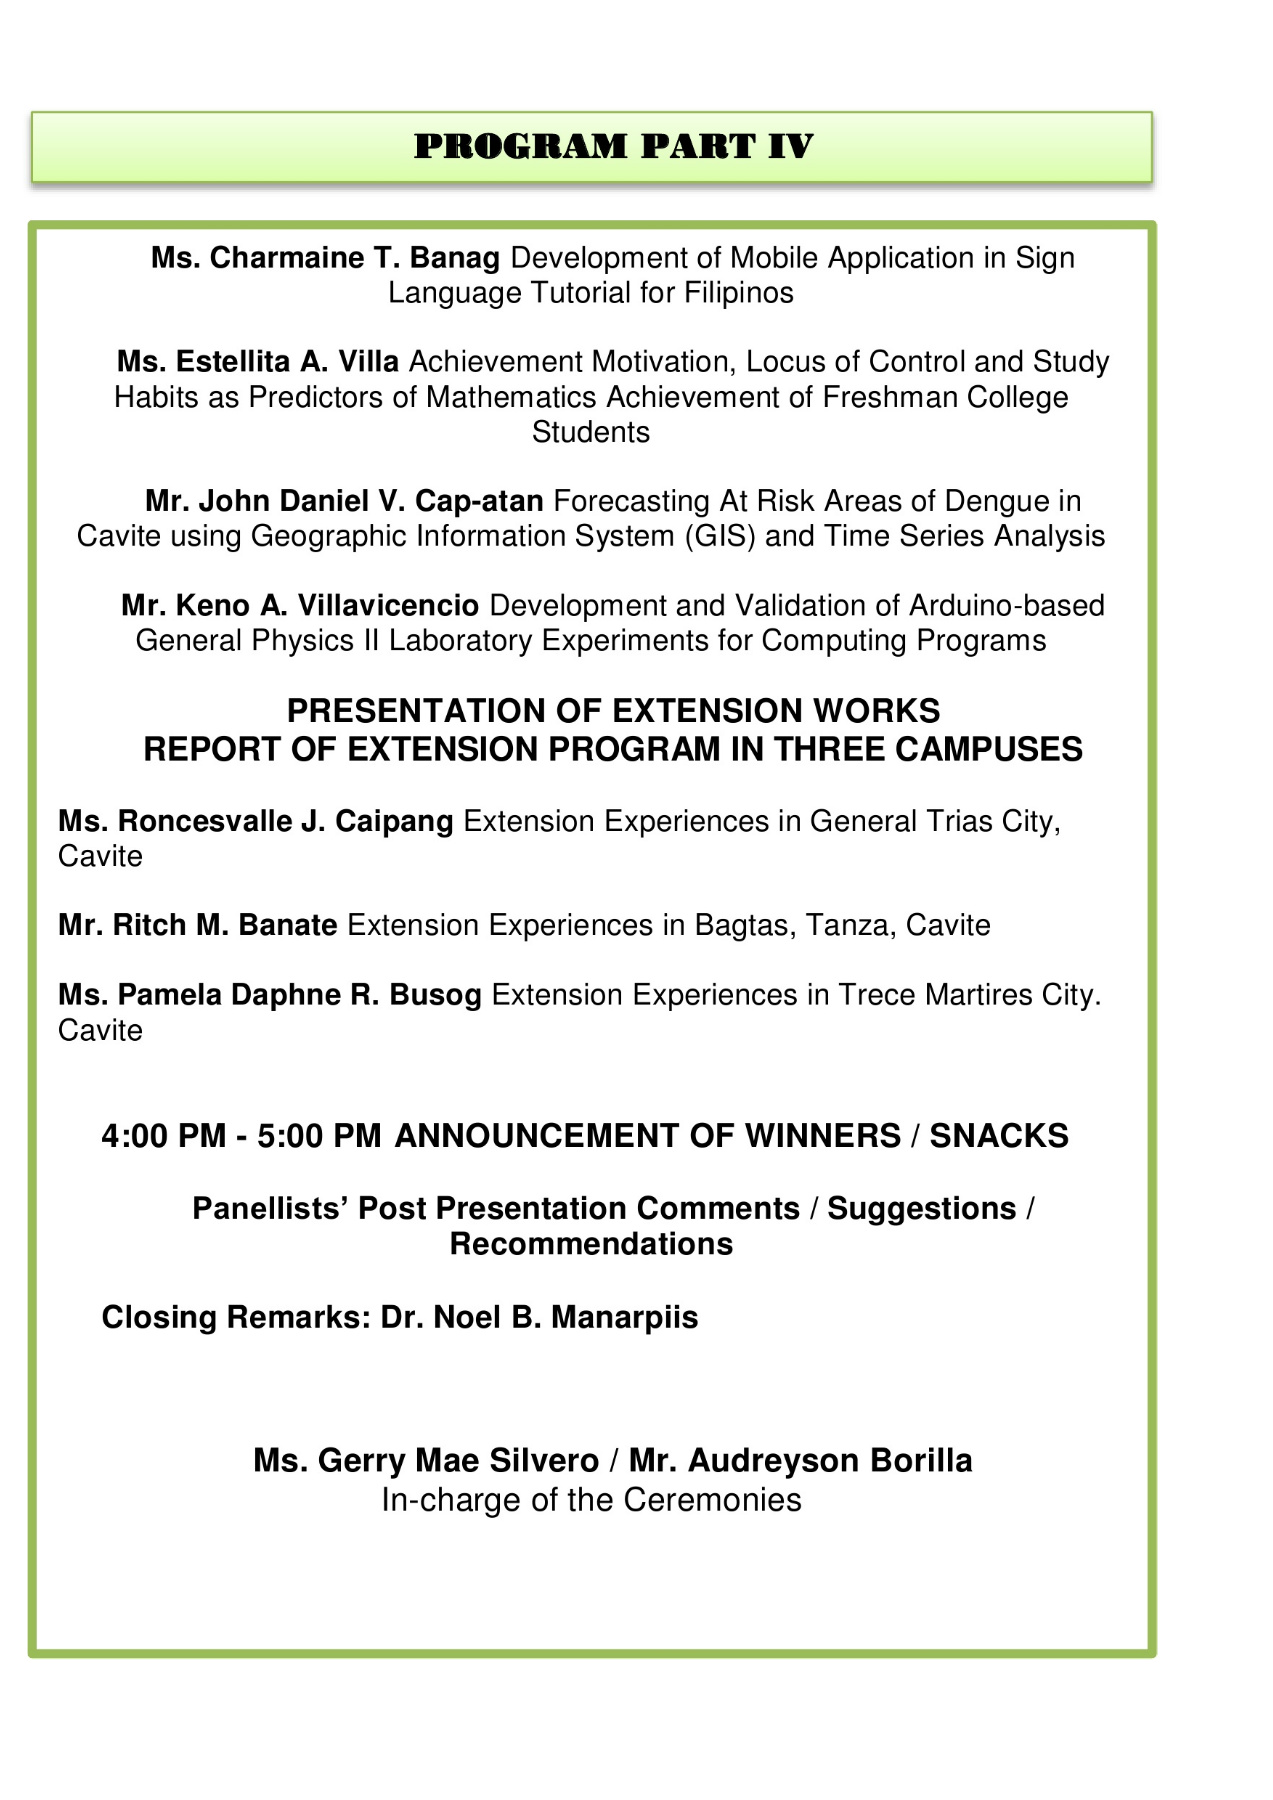 PROGRAM PART IV
Ms. Charmaine T. Banag Development of Mobile Application in Sign
Language Tutorial for Filipinos
Ms. Estellita A. Villa Achievement Motivation, Locus of Control and Study
Habits as Predictors of Mathematics Achievement of Freshman College
Students
Mr. John Daniel V. Cap-atan Forecasting At Risk Areas of Dengue in
Cavite using Geographic Information System (GIS) and Time Series Analysis
Mr. Keno A. Villavicencio Development and Validation of Arduino-based
General Physics II Laboratory Experiments for Computing Programs
PRESENTATION OF EXTENSION WORKS
REPORT OF EXTENSION PROGRAM IN THREE CAMPUSES
Ms. Roncesvalle J. Caipang Extension Experiences in General Trias City,
Cavite
Mr. Ritch M. Banate Extension Experiences in Bagtas, Tanza, Cavite
Ms. Pamela Daphne R. Busog Extension Experiences in Trece Martires City.
Cavite
4:00 PM - 5:00 PM ANNOUNCEMENT OF WINNERS / SNACKS
Panellists’ Post Presentation Comments / Suggestions /
Recommendations
Closing Remarks: Dr. Noel B. Manarpiis
Ms. Gerry Mae Silvero / Mr. Audreyson Borilla
In-charge of the Ceremonies